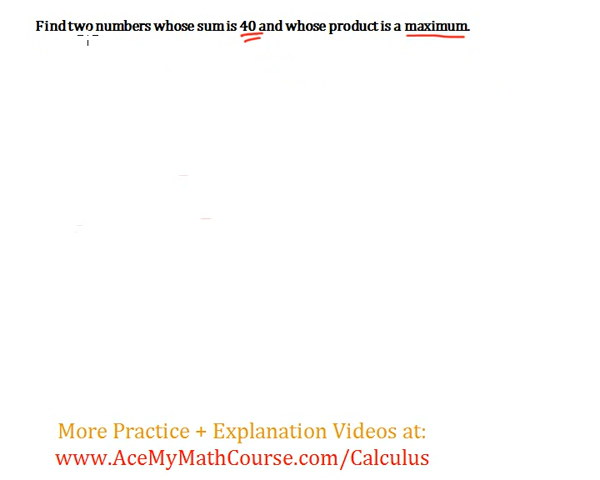 Find two numbers whose sum is 40 and whose product is a maximum.
More Practice + Explanation Videos at:
www.AceMyMathCourse.com/Calculus